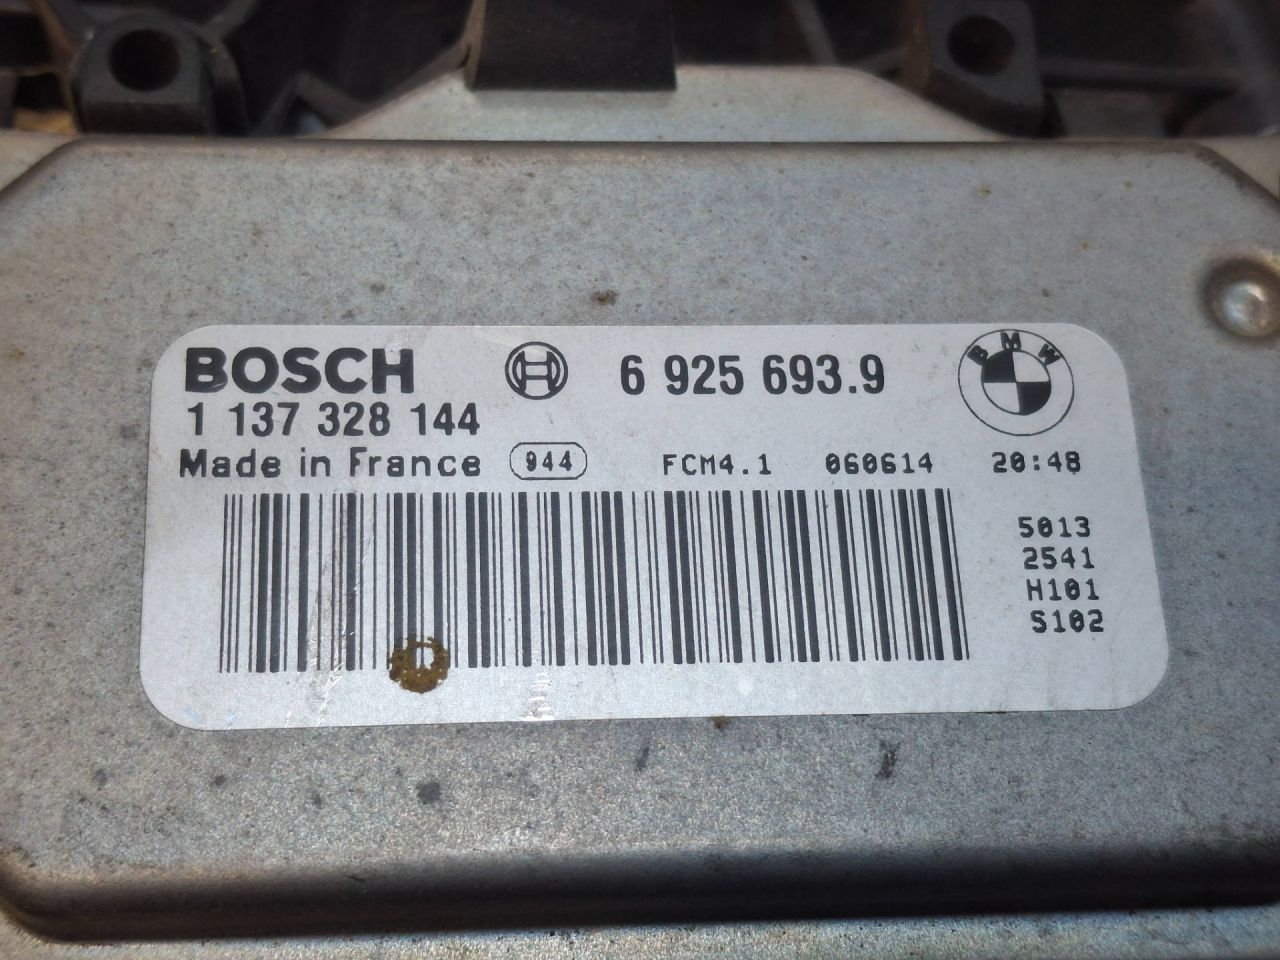 BOSCH 6 925 693.9 BMW
1 137 328 144
Made in France 944 FCM4.1 060614 20:48
5013
2541
H101
S102